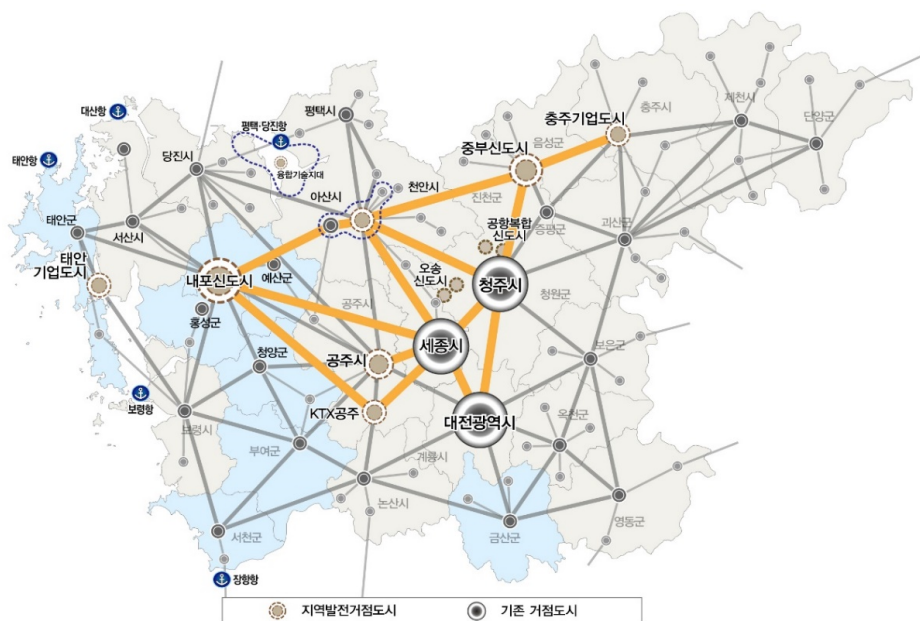 대산항
평택시
평택·당진항
제천시
충주기업도시
충주시
단양군
태안항
당진시
융합기술지대
중부신도시
음성군
아산시
천안시
진천군
태안군
서산시
공항복합
신도시
증평군
괴산군
태안
기업도시
내포신도시
예산군
오송
신도시
청주시
청원군
홍성군
공주시
세종시
청양군
공주시
보은군
보령항
KTX공주
대전광역시
옥천군
보령시
부여군
계룡시
논산시
영동군
서천군
금산군
장항항
지역발전거점도시
기존 거점도시